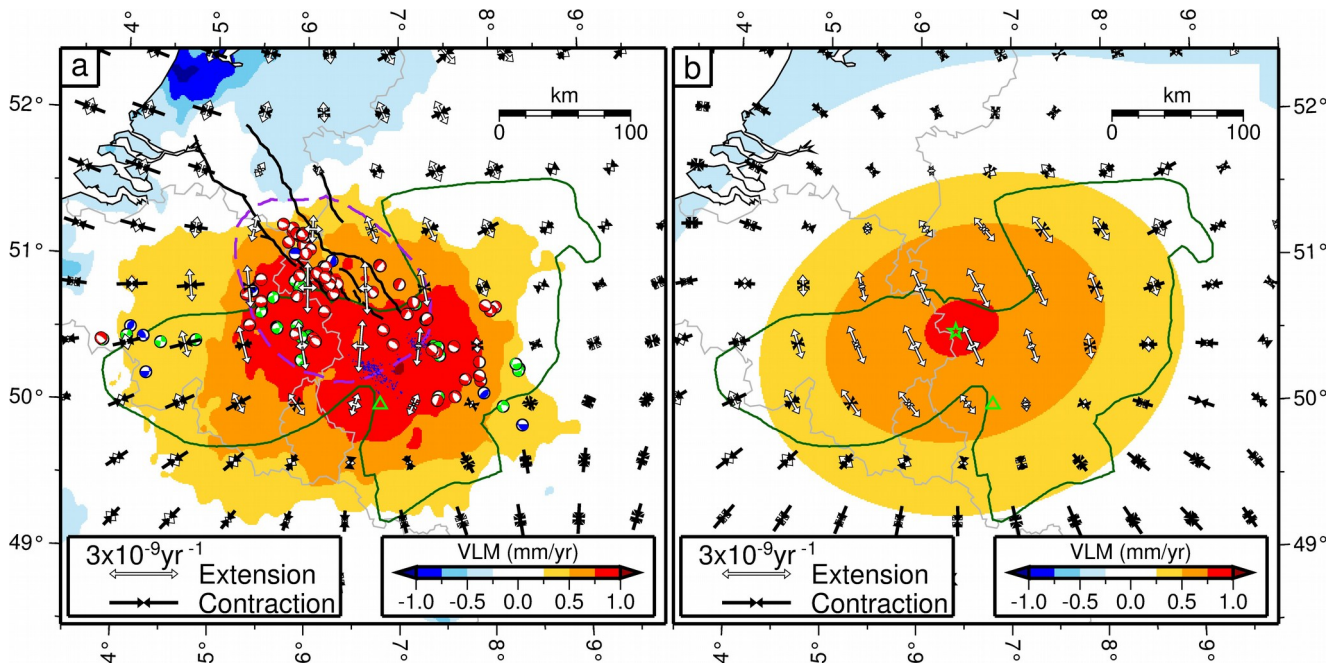 4° 5° 6° 7° 8° 9° 4° 5° 6° 7° 8° 9°
a b
km km
0 100 0 100
52° 52°
51° 51°
50° 50°
49° 49°
3x10⁻⁹yr⁻¹ VLM (mm/yr) 3x10⁻⁹yr⁻¹ VLM (mm/yr)
Extension Extension
Contraction -1.0 -0.5 0.0 0.5 1.0 Contraction -1.0 -0.5 0.0 0.5 1.0
4° 5° 6° 7° 8° 9° 4° 5° 6° 7° 8° 9°